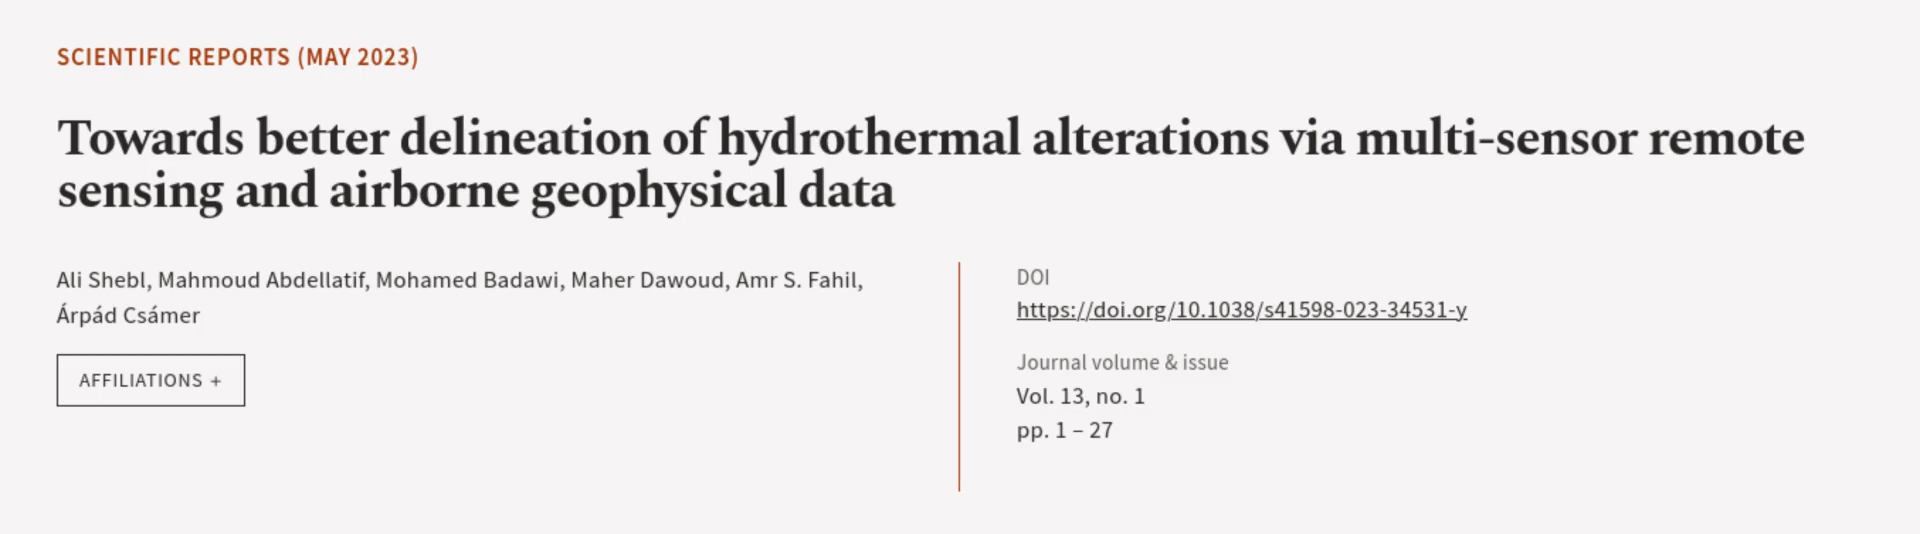 SCIENTIFIC REPORTS (MAY 2023)
Towards better delineation of hydrothermal alterations via multi-sensor remote
sensing and airborne geophysical data
Ali Shebl, Mahmoud Abdellatif, Mohamed Badawi, Maher Dawoud, Amr S. Fahil,
Árpád Csámer
AFFILIATIONS +
DOI
https://doi.org/10.1038/s41598-023-34531-y
Journal volume & issue
Vol. 13, no. 1
pp. 1 – 27